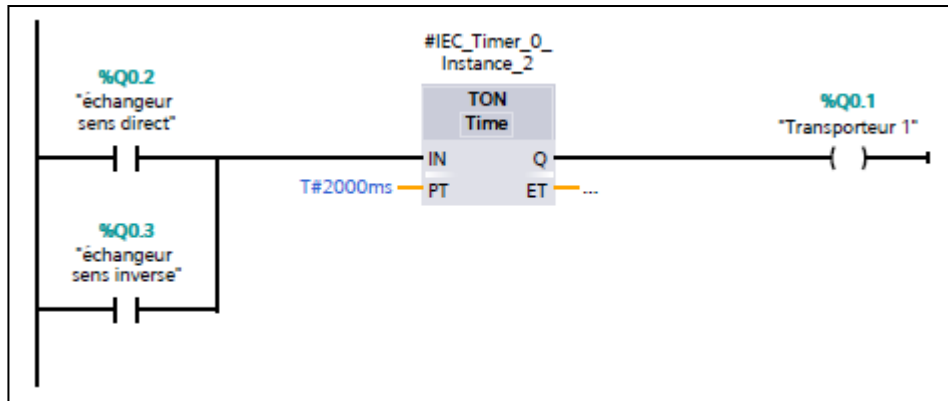 #IEC_Timer_0_
Instance_2
%Q0.2
"échangeur
sens direct"
TON
Time
%Q0.1
"Transporteur 1"
IN
Q
T#2000ms
PT
ET
...
%Q0.3
"échangeur
sens inverse"